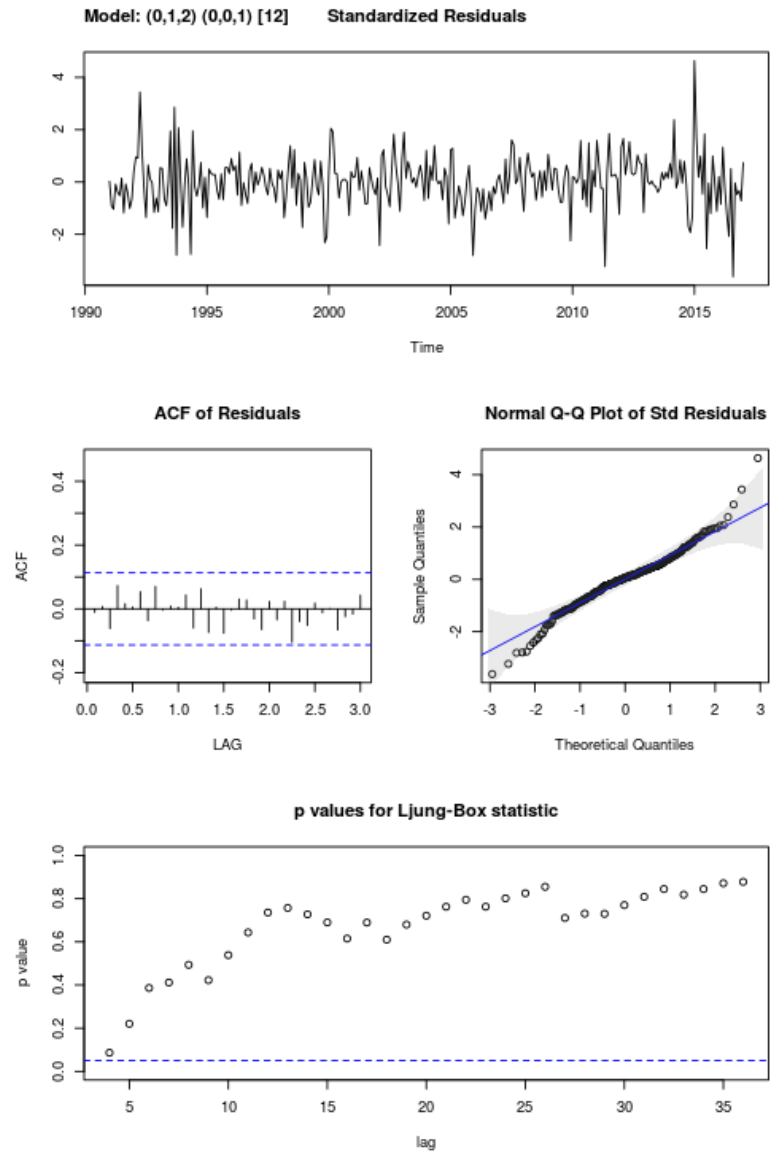 Model: (0,1,2) (0,0,1) [12] Standardized Residuals
4
2
0
-2
1990 1995 2000 2005 2010 2015
Time
ACF of Residuals
ACF
0.4
0.2
0.0
-0.2
0.0 0.5 1.0 1.5 2.0 2.5 3.0
LAG
Normal Q-Q Plot of Std Residuals
Sample Quantiles
4
2
0
-2
-3 -2 -1 0 1 2 3
Theoretical Quantiles
p values for Ljung-Box statistic
p value
1.0
0.8
0.6
0.4
0.2
0.0
5 10 15 20 25 30 35
lag